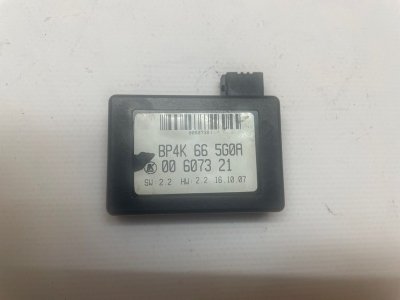 BP4K 66 5G0A
00 6073 21
SW: 2.2 HW: 2.2 16.10.07